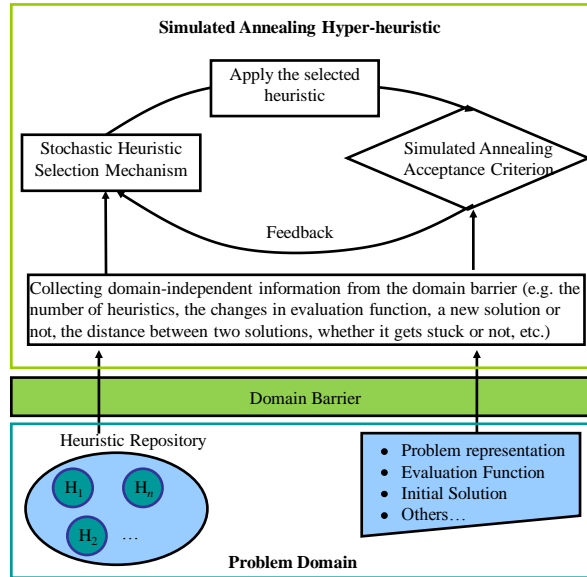 Simulated Annealing Hyper-heuristic
Apply the selected
heuristic
Stochastic Heuristic
Selection Mechanism
Simulated Annealing
Acceptance Criterion
Feedback
Collecting domain-independent information from the domain barrier (e.g. the
number of heuristics, the changes in evaluation function, a new solution or
not, the distance between two solutions, whether it gets stuck or not, etc.)
Domain Barrier
Heuristic Repository
H1
Hn
H2
…
• Problem representation
• Evaluation Function
• Initial Solution
• Others…
Problem Domain